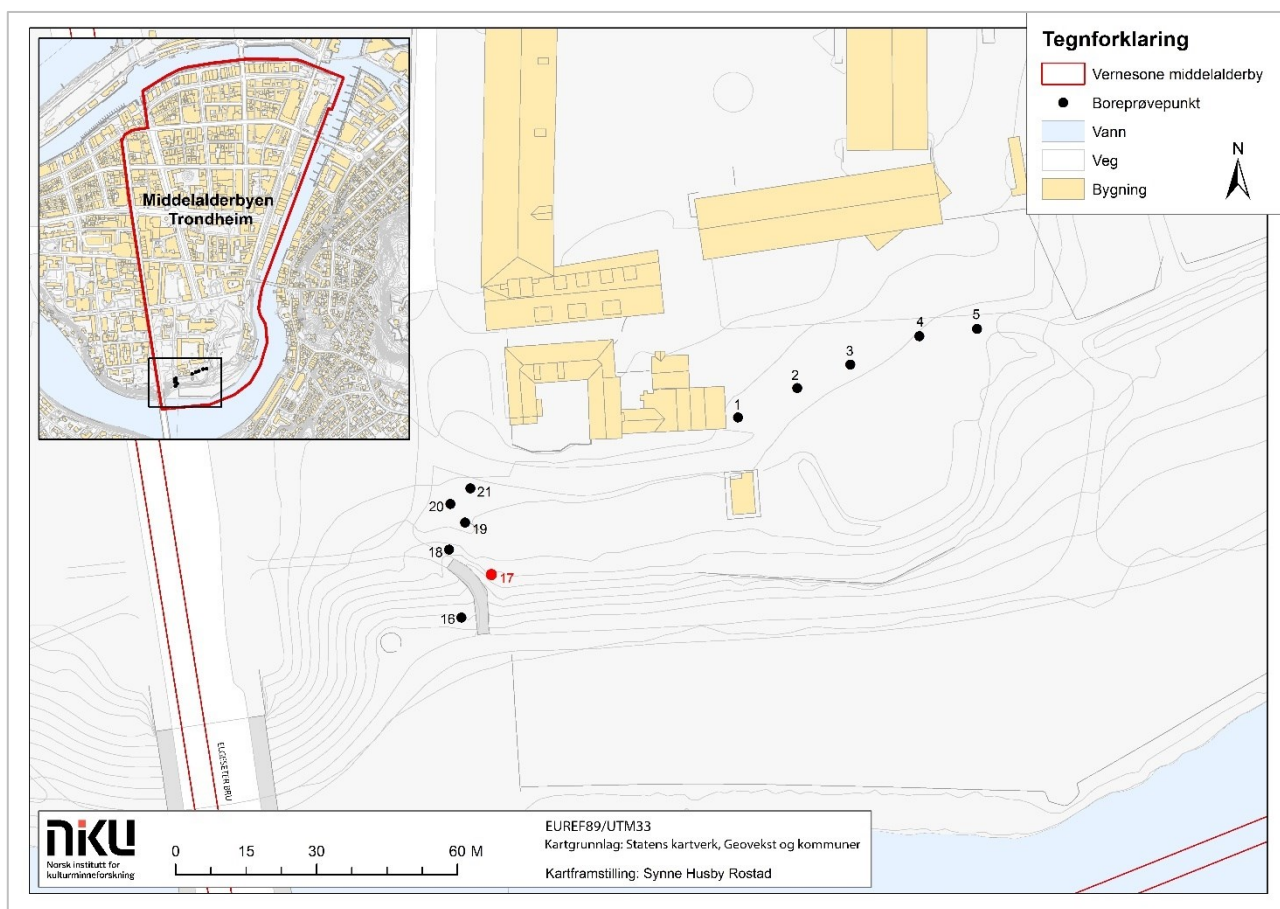 Tegnforklaring
Vernesone middelalderby
Boreprøvepunkt
Vann
Veg
Bygning
N
Middelalderbyen
Trondheim
1
2
3
4
5
21
20
19
18
17
16
ELGESETER BRU
NIKU
Norsk institutt for
kulturminneforskning
0 15 30 60 M
EUREF89/UTM33
Kartgrunnlag: Statens kartverk, Geovekst og kommuner
Kartframstilling: Synne Husby Rostad